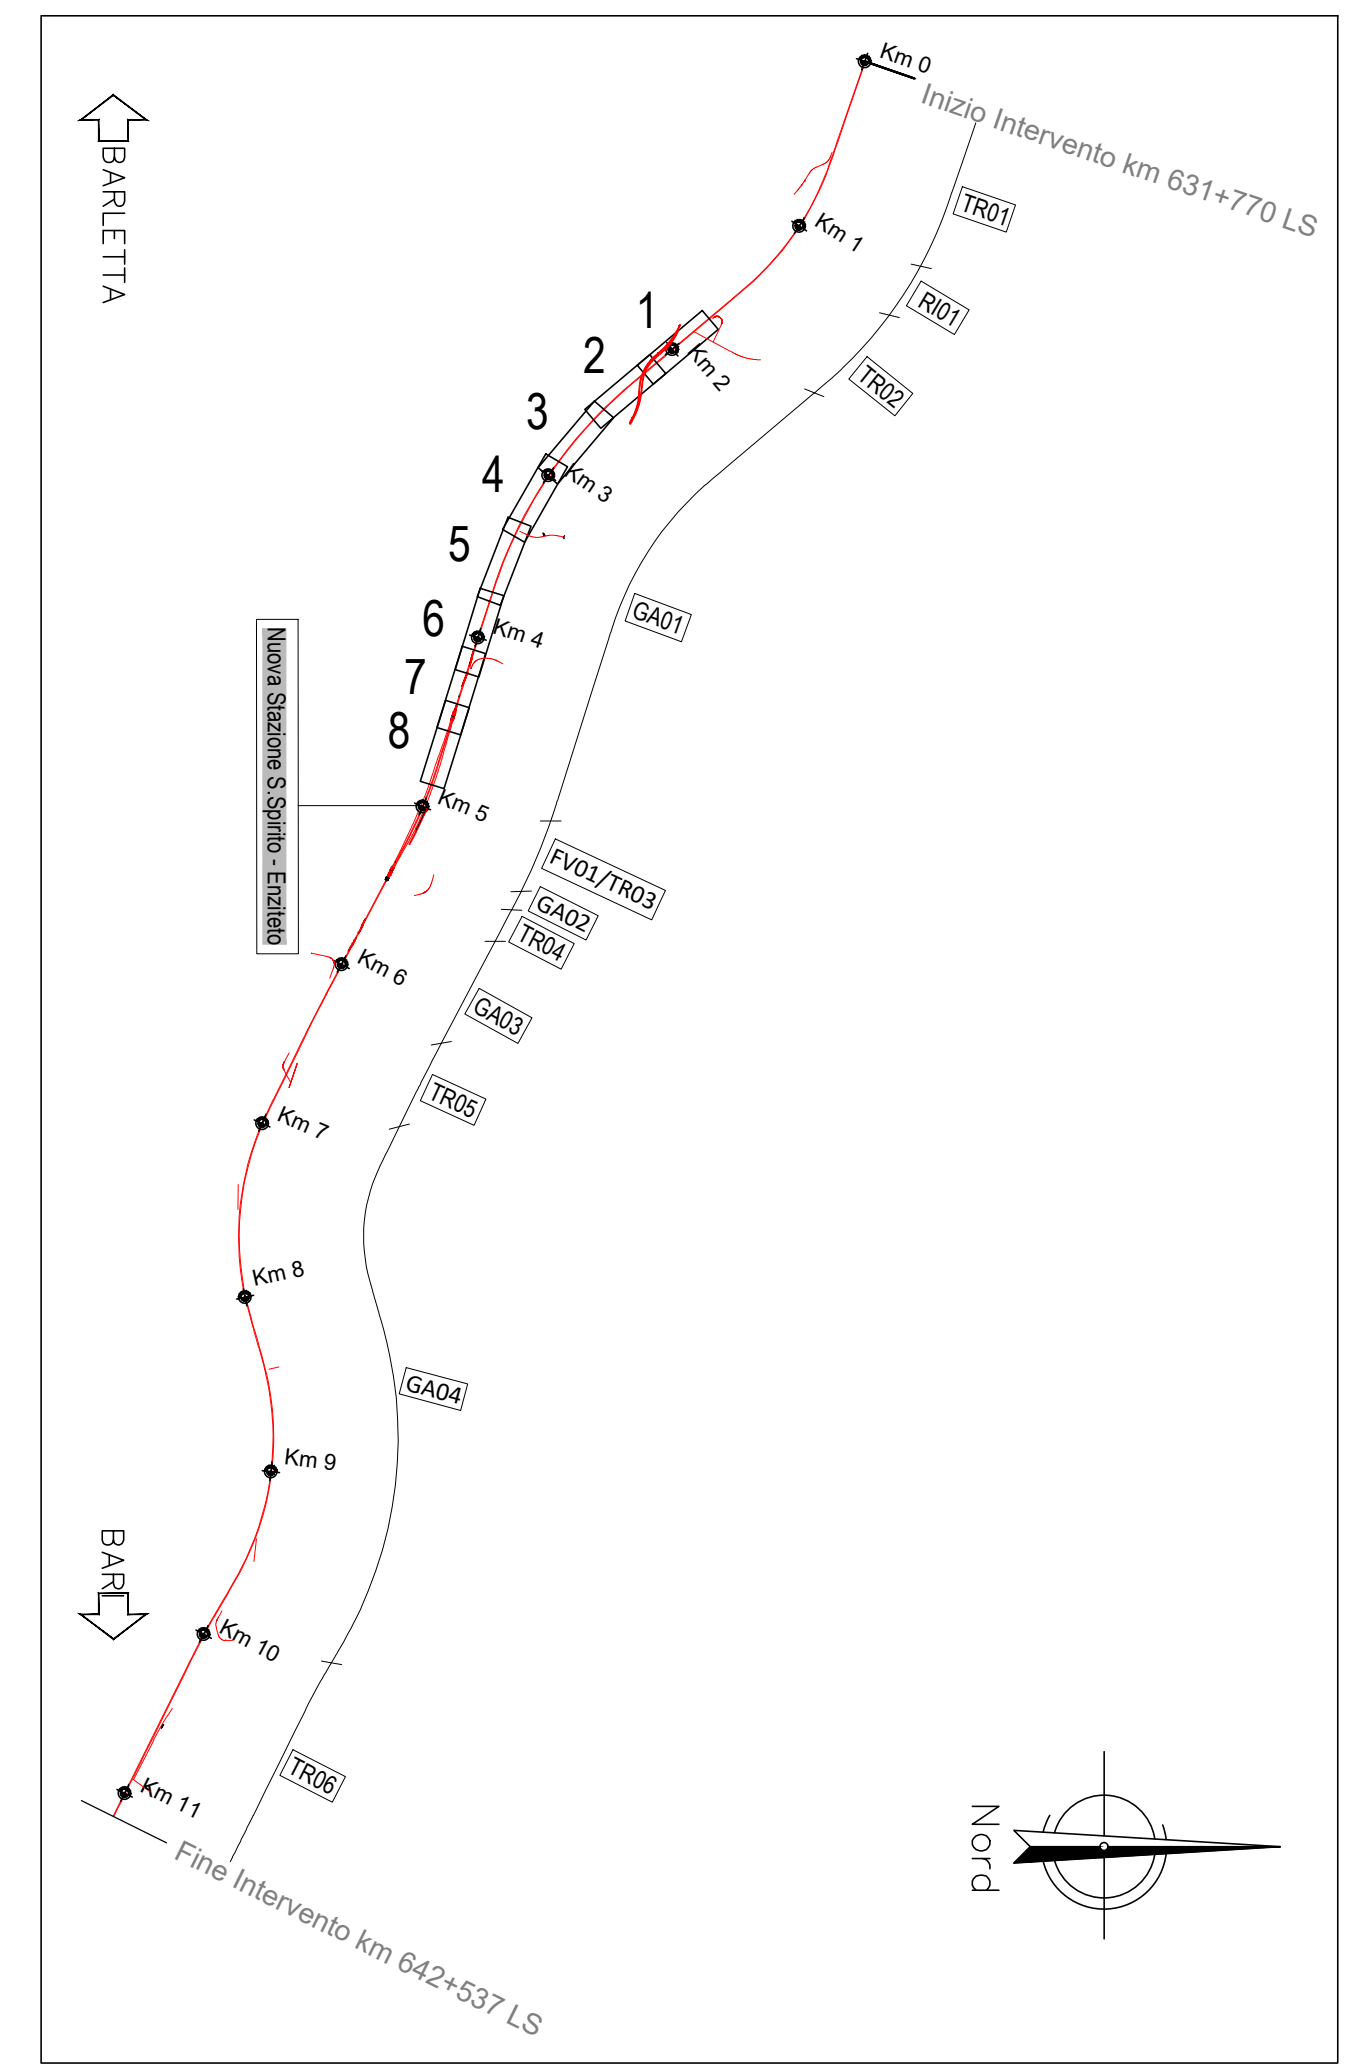 Km 0
Inizio Intervento km 631+770 LS
BARLETTA
TR01
Km 1
RI01
1
Km 2
2
TR02
3
Km 3
4
5
GA01
6
Km 4
7
8
Nuova Stazione S.Spirito - Enziteto
Km 5
FV01/TR03
GA02
TR04
Km 6
GA03
TR05
Km 7
Km 8
GA04
Km 9
BARI
Km 10
TR06
Km 11
Fine Intervento km 642+537 LS
Nord